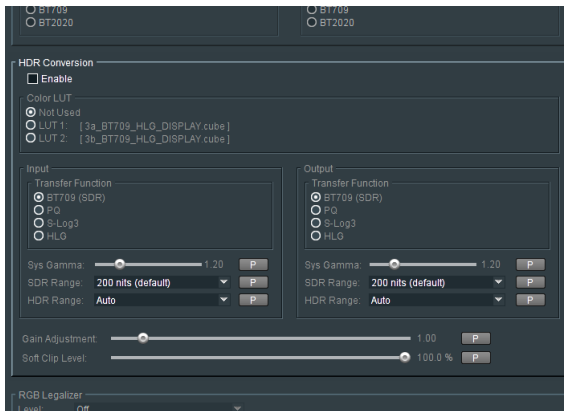 BT709
BT2020
BT709
BT2020
HDR Conversion
Enable
Color LUT
Not Used
LUT 1: [ 3a_BT709_HLG_DISPLAY.cube ]
LUT 2: [ 3b_BT709_HLG_DISPLAY.cube ]
Input
Transfer Function
BT709 (SDR)
PQ
S-Log3
HLG
Sys Gamma: 1.20 P
SDR Range: 200 nits (default) P
HDR Range: Auto P
Output
Transfer Function
BT709 (SDR)
PQ
S-Log3
HLG
Sys Gamma: 1.20 P
SDR Range: 200 nits (default) P
HDR Range: Auto P
Gain Adjustment: 1.00 P
Soft Clip Level: 100.0 % P
RGB Legalizer
Level: Off